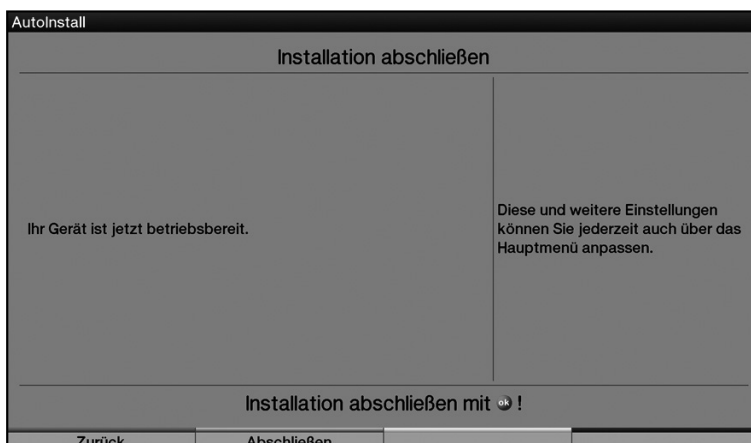 AutoInstall
Installation abschließen
Ihr Gerät ist jetzt betriebsbereit.
Diese und weitere Einstellungen
können Sie jederzeit auch über das
Hauptmenü anpassen.
Installation abschließen mit ok !
Zurück
Abschließen